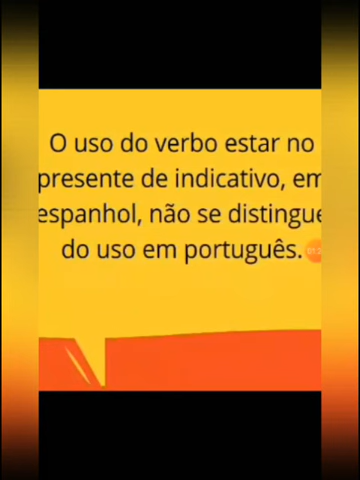 O uso do verbo estar no
presente de indicativo, em
espanhol, não se distingue
do uso em português.